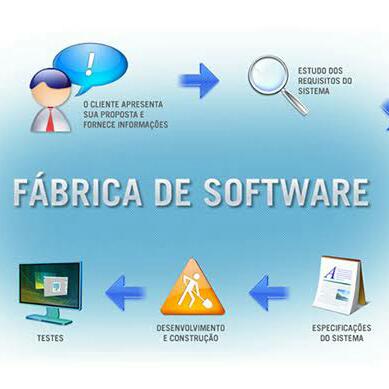 O CLIENTE APRESENTA
SUA PROPOSTA E
FORNECE INFORMAÇÕES
ESTUDO DOS
REQUISITOS DO
SISTEMA
FÁBRICA DE SOFTWARE
TESTES
DESENVOLVIMENTO
E CONSTRUÇÃO
ESPECIFICAÇÕES
DO SISTEMA